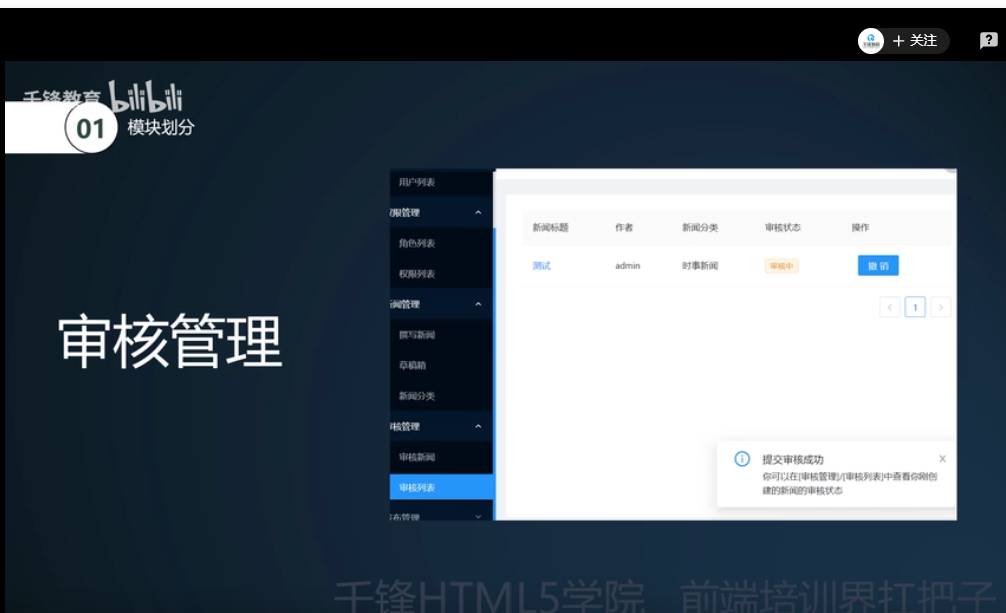 + 关注
千锋教育 bilibili
01 模块划分
审核管理
用户列表
权限管理
角色列表
权限列表
新闻管理
撰写新闻
草稿箱
新闻分类
审核管理
审核新闻
审核列表
发布管理
新闻标题 作者 新闻分类 审核状态 操作
测试 admin 时事新闻 审核中 撤销
< 1 >
提交审核成功 X
你可以在[审核管理]/[审核列表]中查看你刚创
建的新闻的审核状态
千锋HTML5学院 前端培训界扛把子